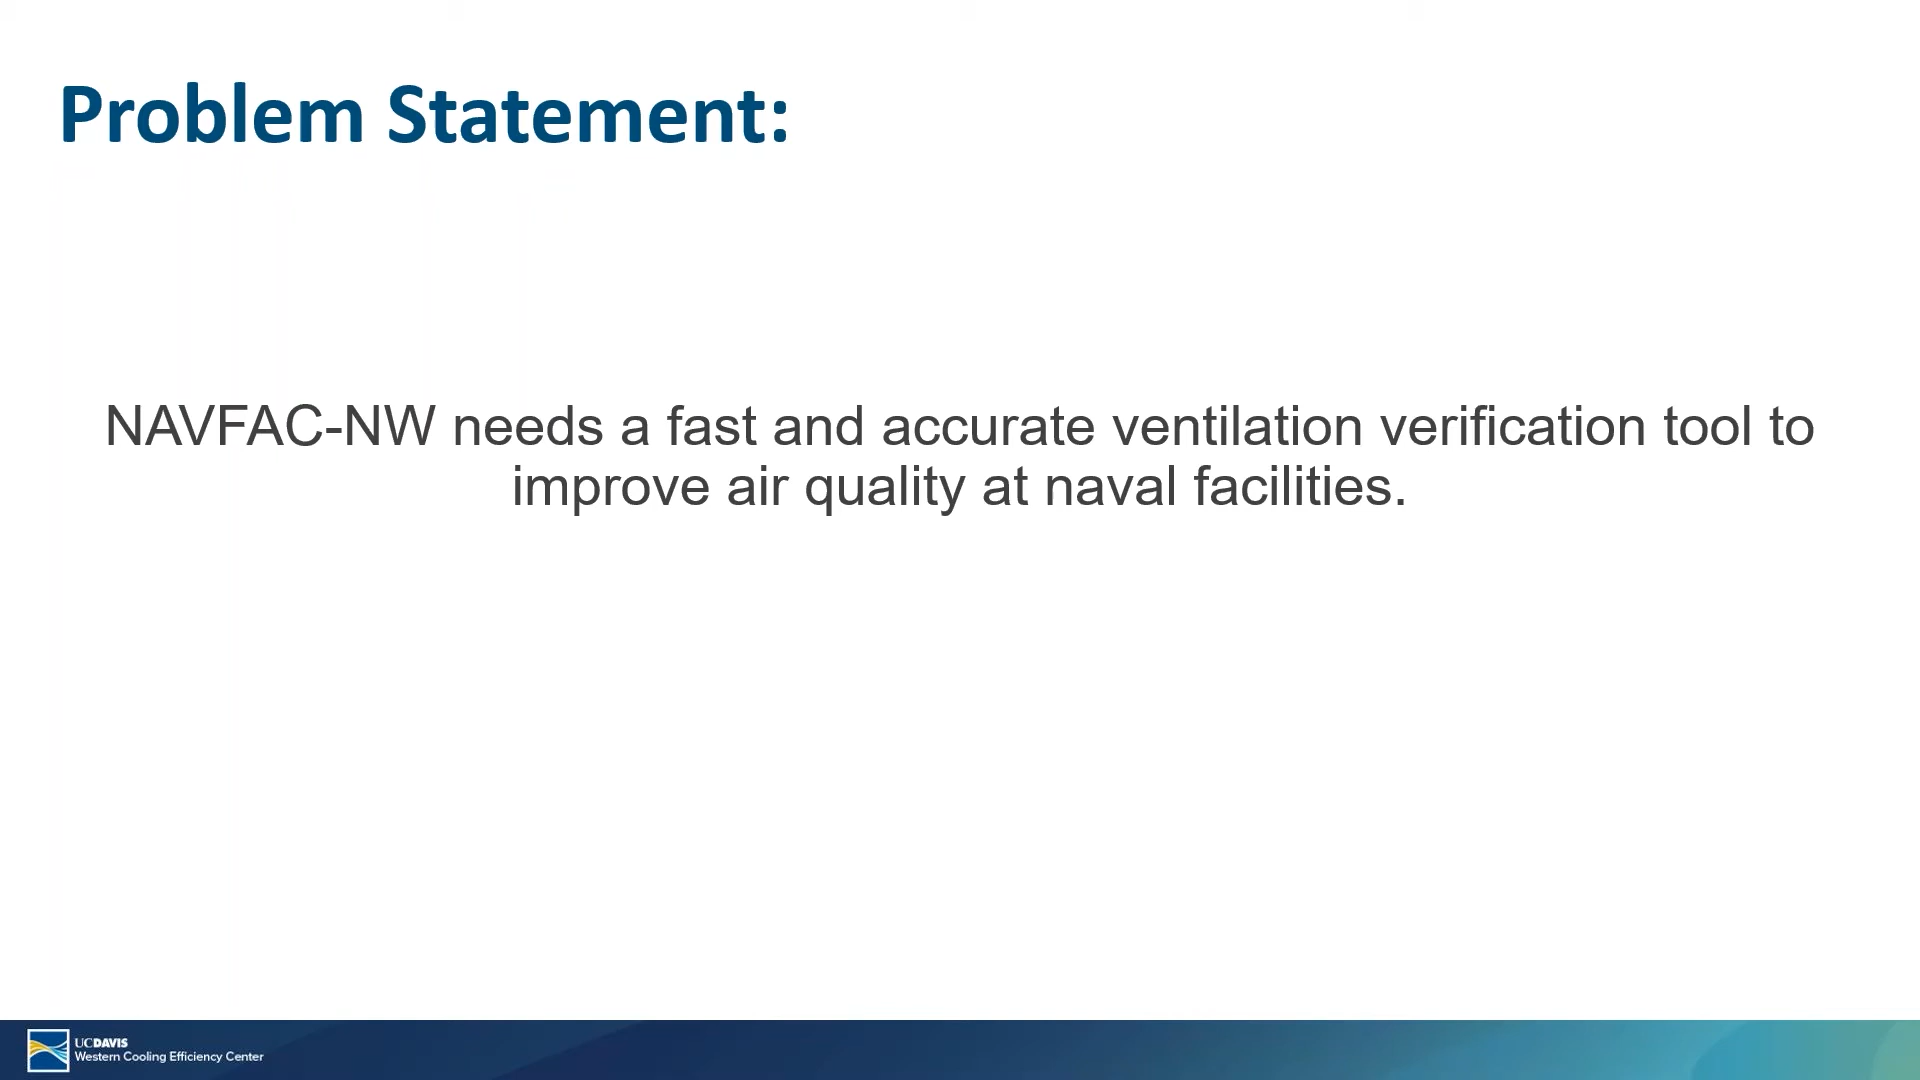 Problem Statement:
NAVFAC-NW needs a fast and accurate ventilation verification tool to
improve air quality at naval facilities.
UCDAVIS
Western Cooling Efficiency Center